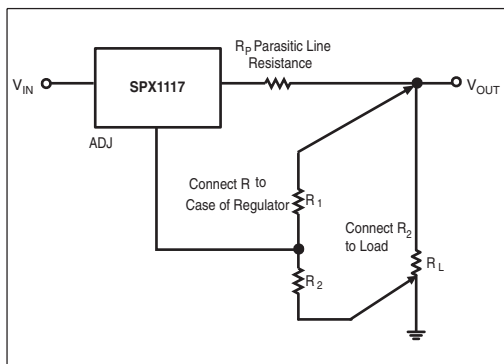 R_P Parasitic Line
Resistance
V_IN
SPX1117
V_OUT
ADJ
Connect R to
Case of Regulator
R_1
Connect R_2
to Load
R_2
R_L